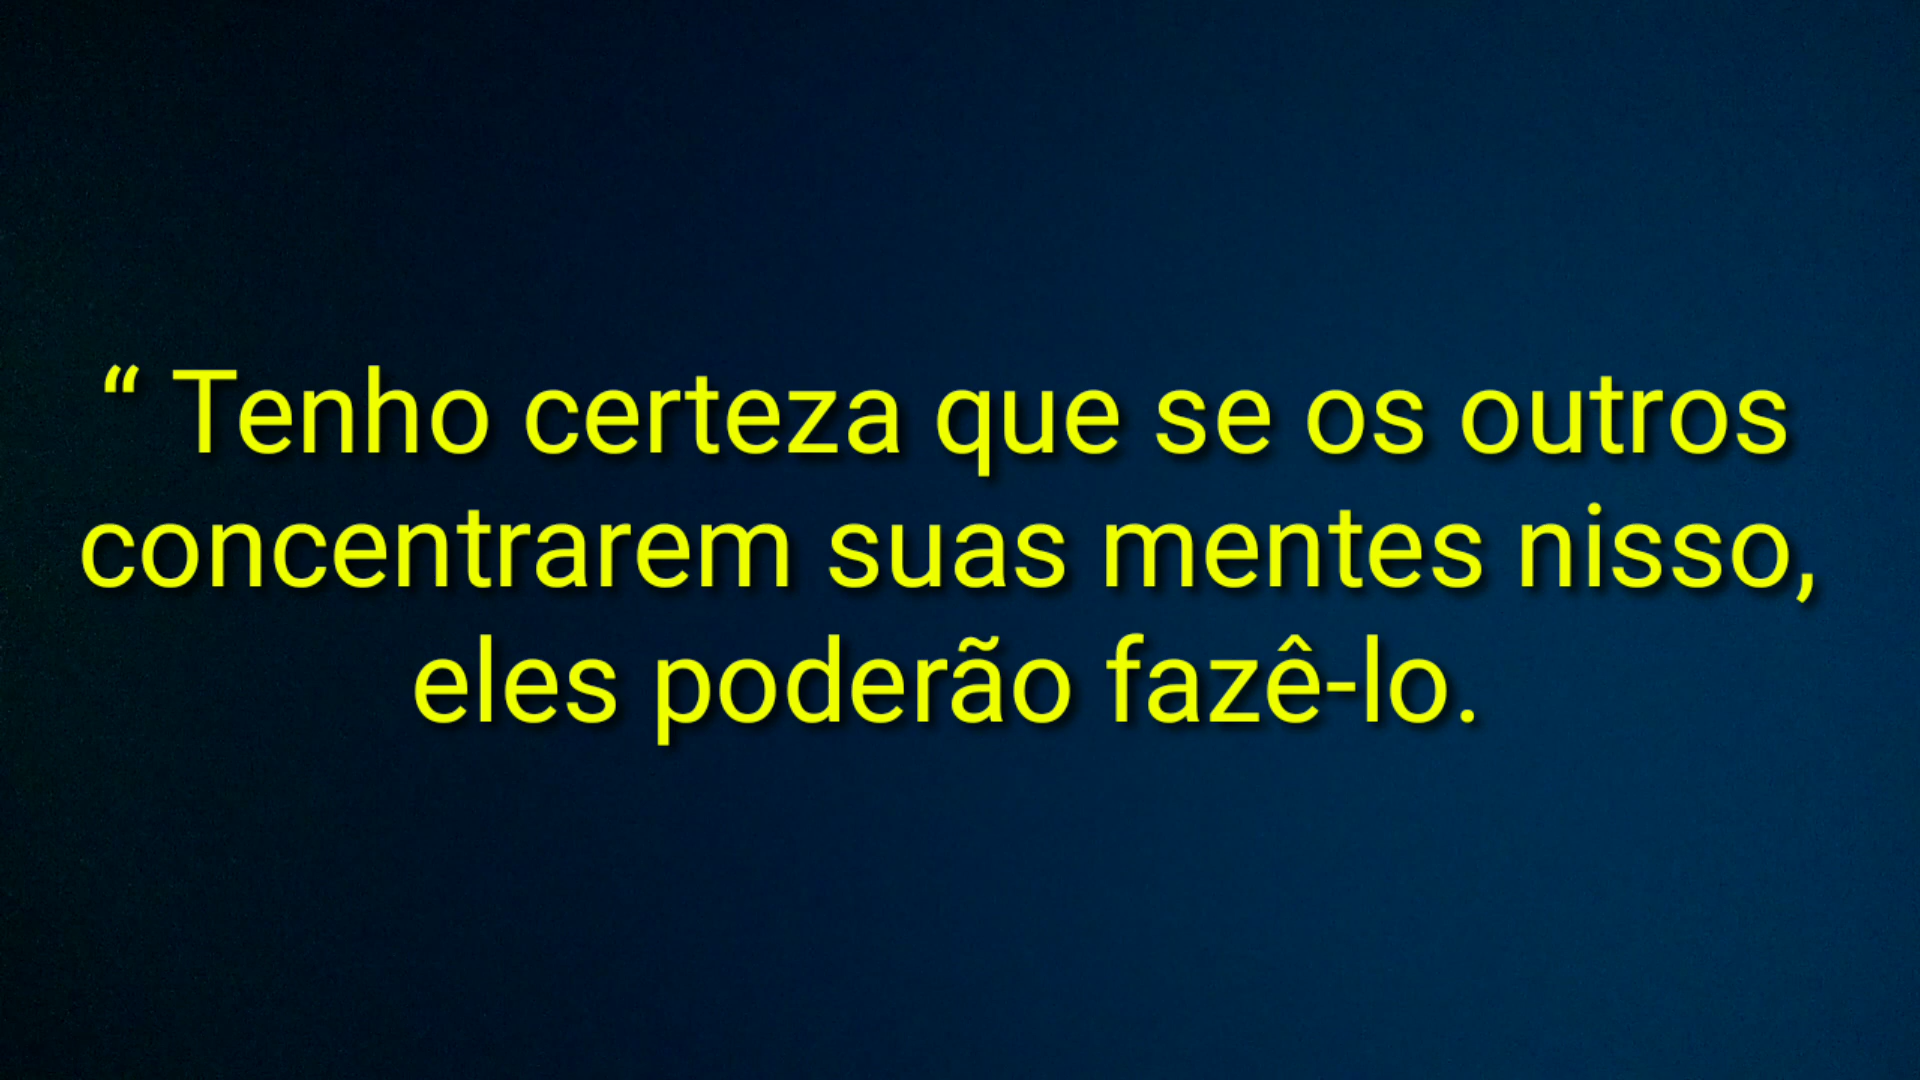 “ Tenho certeza que se os outros
concentrarem suas mentes nisso,
eles poderão fazê-lo.